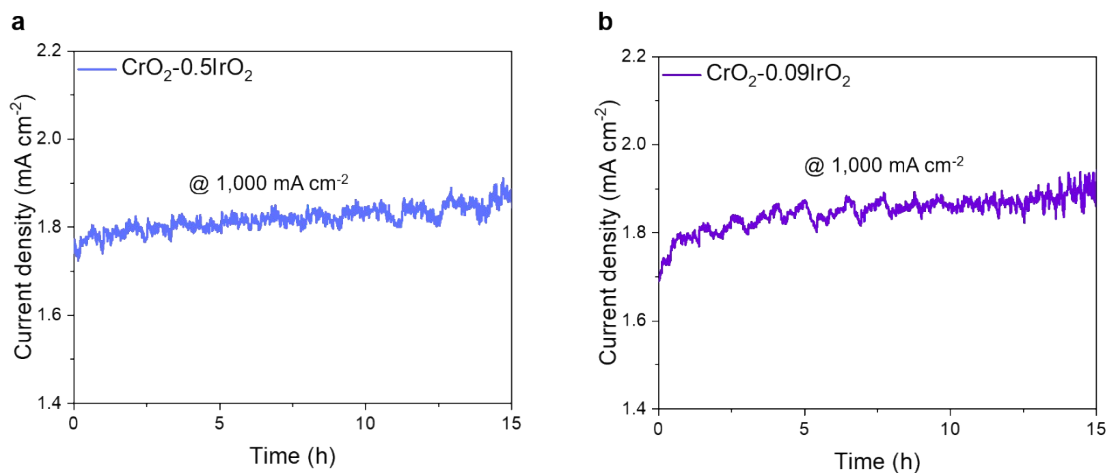 a
CrO₂-0.5IrO₂
@ 1,000 mA cm⁻²
Current density (mA cm⁻²)
2.2
2.0
1.8
1.6
1.4
0
5
10
15
Time (h)
b
CrO₂-0.09IrO₂
@ 1,000 mA cm⁻²
Current density (mA cm⁻²)
2.2
2.0
1.8
1.6
1.4
0
5
10
15
Time (h)